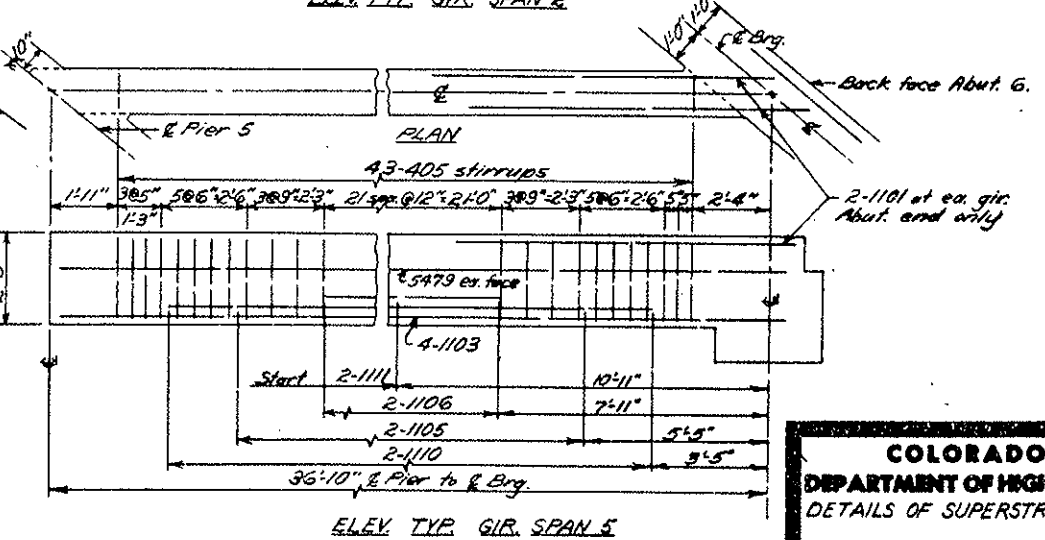 ELEV. TYP. GIR. SPAN 2
10"
1'-0" 1'-0"
℄ Brg.
Back face Abut. 6.
℄
℄ Pier 5
PLAN
43-405 stirrups
1'-11" 3@5" 5@6"=2'-6" 3@9"=2'-3" 21 spa. @12"=21'-0" 3@9"=2'-3" 5@6"=2'-6" 2'-4"
1'-3"
2-1101 at ea. gir.
Abut. end only
5479 ea. face
4-1103
Start 2-1111 10'-11"
2-1106 7'-11"
2-1105 5'-5"
2-1110 3'-5"
36'-10" ℄ Pier to ℄ Brg.
ELEV. TYP. GIR. SPAN 5
COLORADO
DEPARTMENT OF HIG
DETAILS OF SUPERSTR